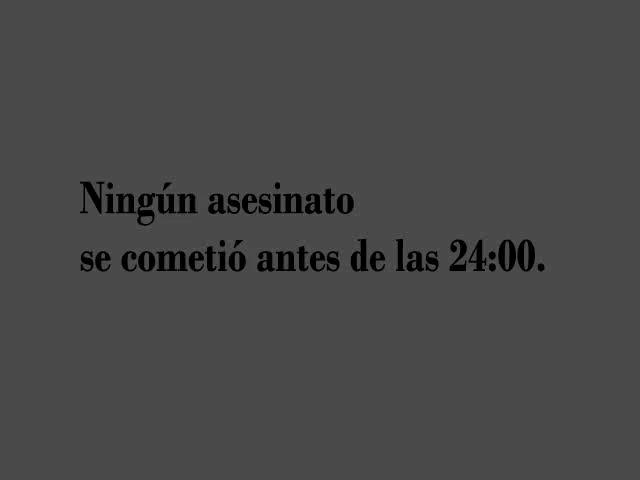 Ningún asesinato
se cometió antes de las 24:00.